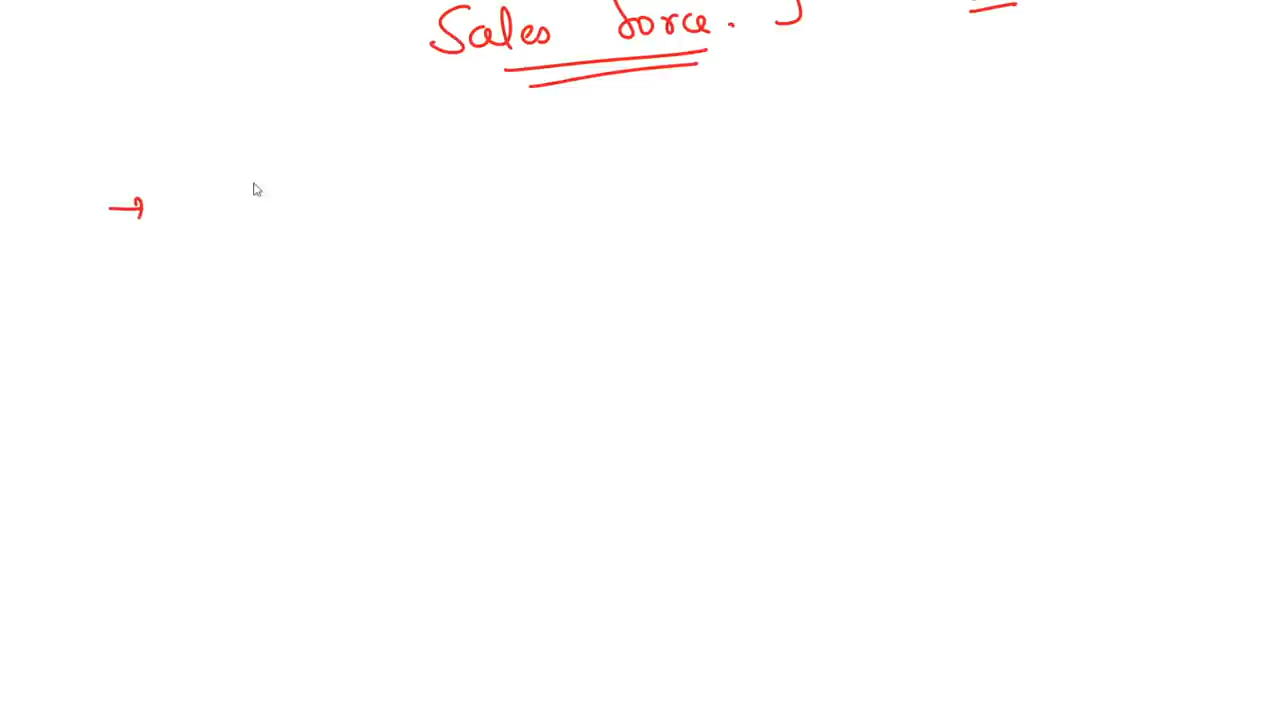 Sales force.
→